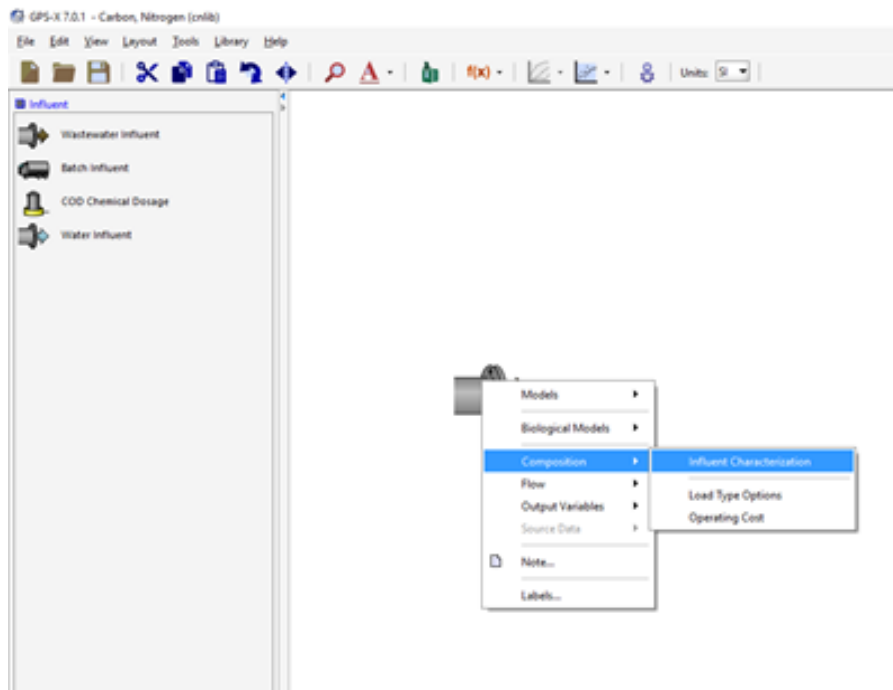 GPS-X 7.0.1 - Carbon, Nitrogen (cnlib)
File Edit View Layout Tools Library Help
A f(x) Units: SI
Influent
Wastewater Influent
Batch Influent
COD Chemical Dosage
Water Influent
Models
Biological Models
Composition
Influent Characterization
Flow
Load Type Options
Output Variables
Operating Cost
Source Data
Note...
Labels...